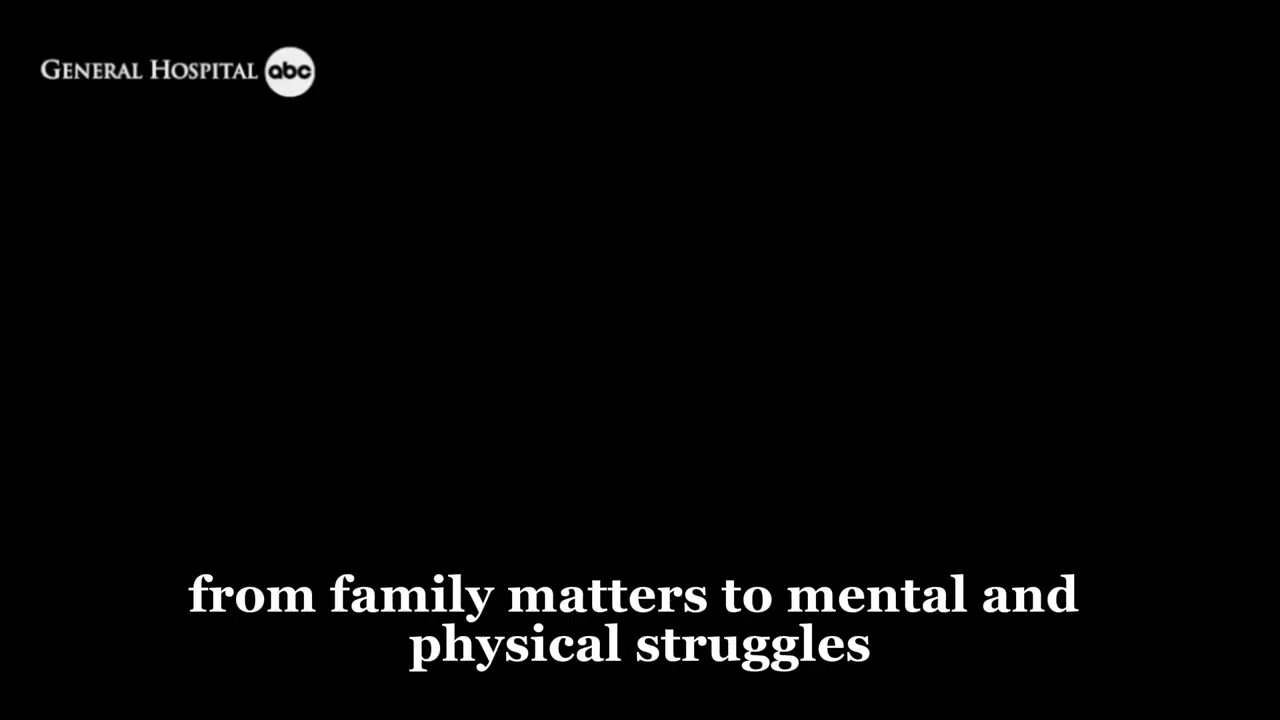 GENERAL HOSPITAL abc
from family matters to mental and
physical struggles